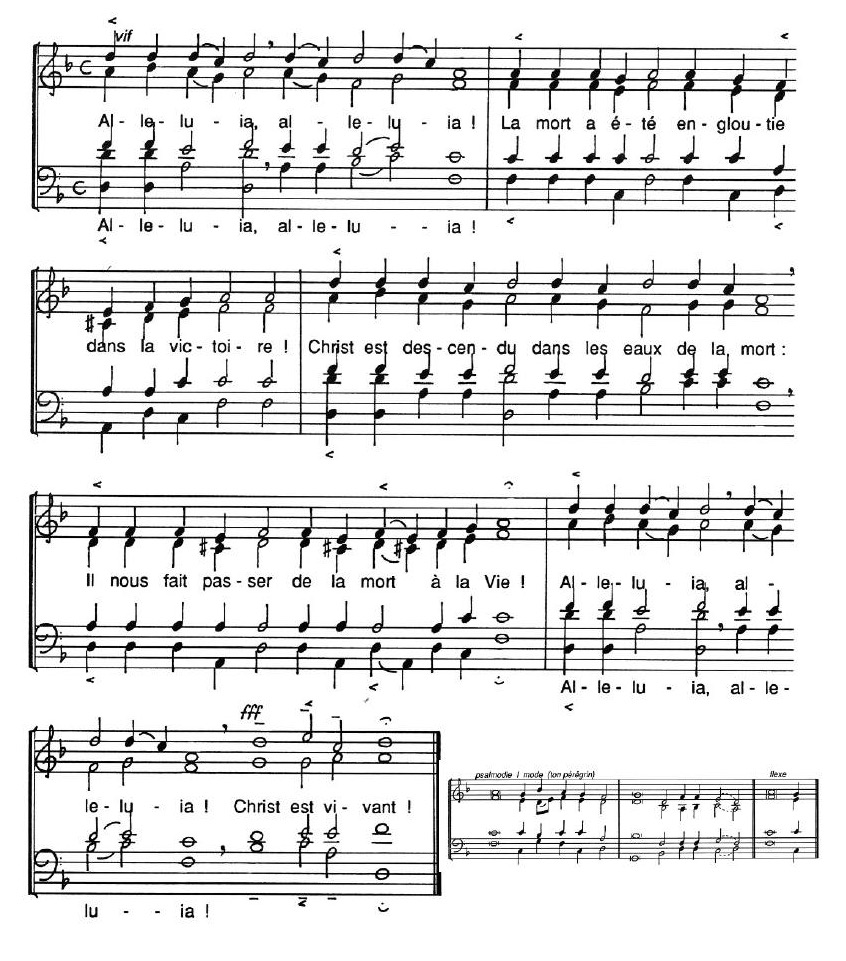 vif
Al - le - lu - ia, al - le - lu - ia ! La mort a é - té en - glou - tie
Al - le - lu - ia, al - le - lu - - ia !
dans la vic - toi - re ! Christ est des - cen - du dans les eaux de la mort :
Il nous fait pas - ser de la mort à la Vie ! Al - le - lu - ia, al -
Al - le - lu - ia, al - le -
fff
le - lu - ia ! Christ est vi - vant !
lu - - ia !
psalmodie I mode (ton pérégrin) flexe